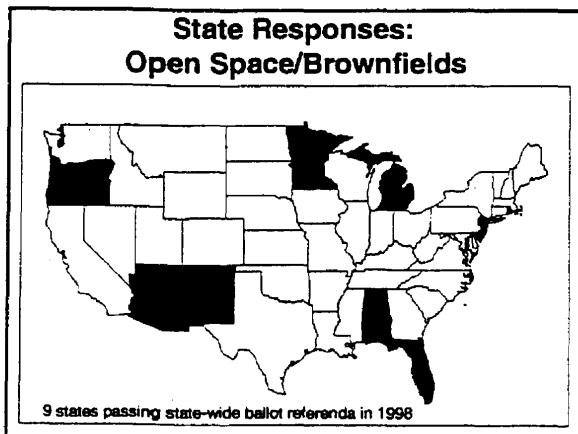 State Responses:
Open Space/Brownfields
9 states passing state-wide ballot referenda in 1998